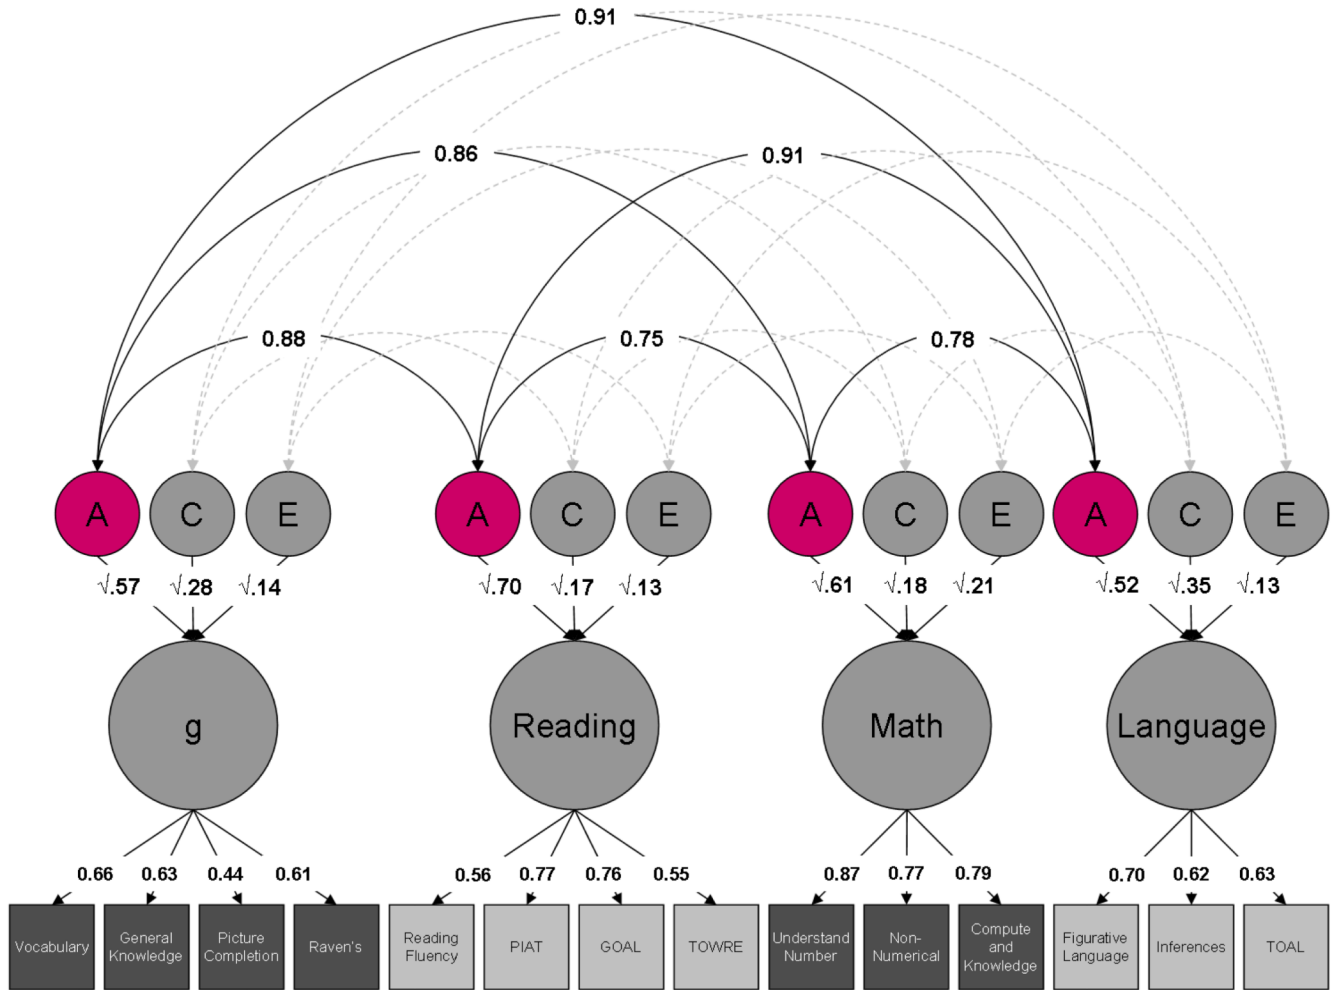 0.91
0.86
0.91
0.88
0.75
0.78
A
C
E
A
C
E
A
C
E
A
C
E
√.57
√.28
√.14
√.70
√.17
√.13
√.61
√.18
√.21
√.52
√.35
√.13
g
Reading
Math
Language
0.66
0.63
0.44
0.61
0.56
0.77
0.76
0.55
0.87
0.77
0.79
0.70
0.62
0.63
Vocabulary
General
Knowledge
Picture
Completion
Raven's
Reading
Fluency
PIAT
GOAL
TOWRE
Understand
Number
Non-
Numerical
Compute
and
Knowledge
Figurative
Language
Inferences
TOAL